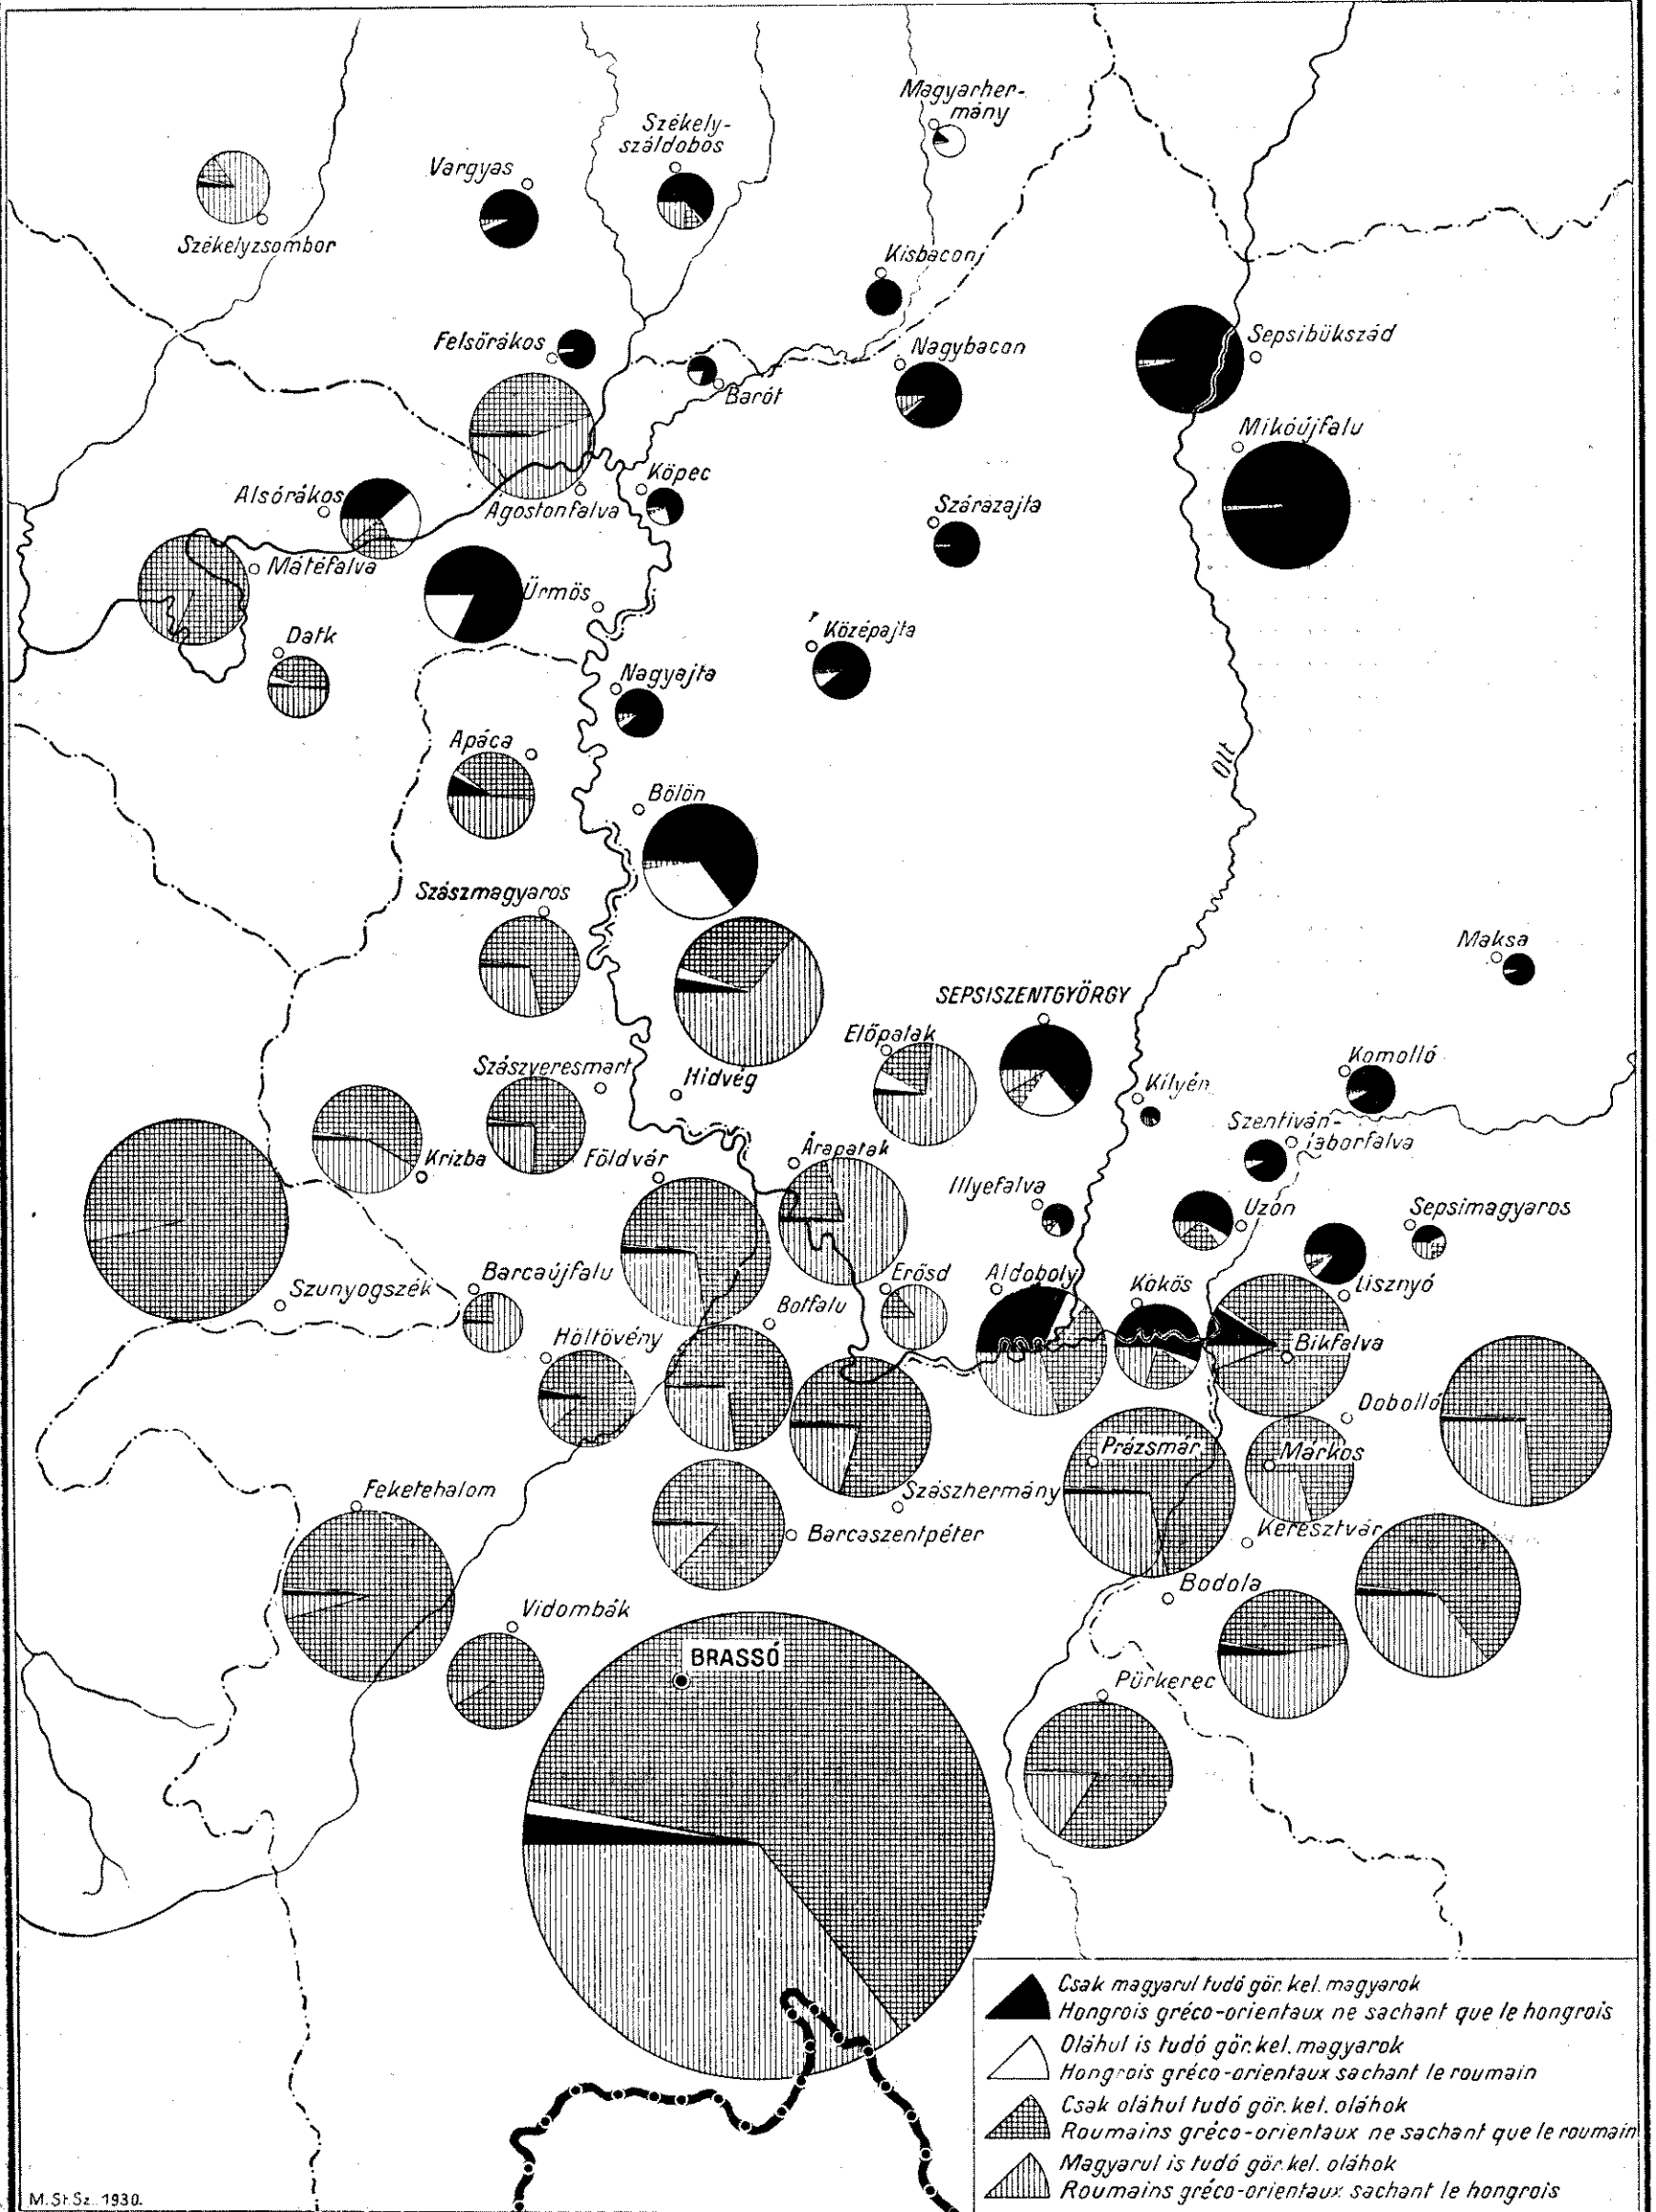 Magyarher-
mány
Székely-
száldobos
Vargyas
Székelyzsombor
Kisbacon
Felsőrákos
Nagybacon
Sepsibükszád
Barót
Mikóújfalu
Köpec
Alsórákos
Ágostonfalva
Szárazajta
Mátéfalva
Ürmös
Középajta
Datk
Nagyajta
Apáca
Olt
Bölön
Szászmagyaros
Maksa
SEPSISZENTGYÖRGY
Előpatak
Szászveresmart
Hidvég
Komolló
Kilyén
Szentiván-
laborfalva
Krizba
Földvár
Árapatak
Illyefalva
Uzón
Sepsimagyaros
Szunyogszék
Barcaújfalu
Erősd
Aldoboly
Kökös
Lisznyó
Botfalu
Höltövény
Bikfalva
Dobolló
Prázsmár
Márkos
Feketehalom
Szászhermány
Barcaszentpéter
Keresztvár
Bodola
Vidombák
BRASSÓ
Pürkerec
Csak magyarul tudó gör. kel. magyarok
Hongrois gréco-orientaux ne sachant que le hongrois
Oláhul is tudó gör. kel. magyarok
Hongrois gréco-orientaux sachant le roumain
Csak oláhul tudó gör. kel. oláhok
Roumains gréco-orientaux ne sachant que le roumain
Magyarul is tudó gör. kel. oláhok
Roumains gréco-orientaux sachant le hongrois
M. St. Sz. 1930.